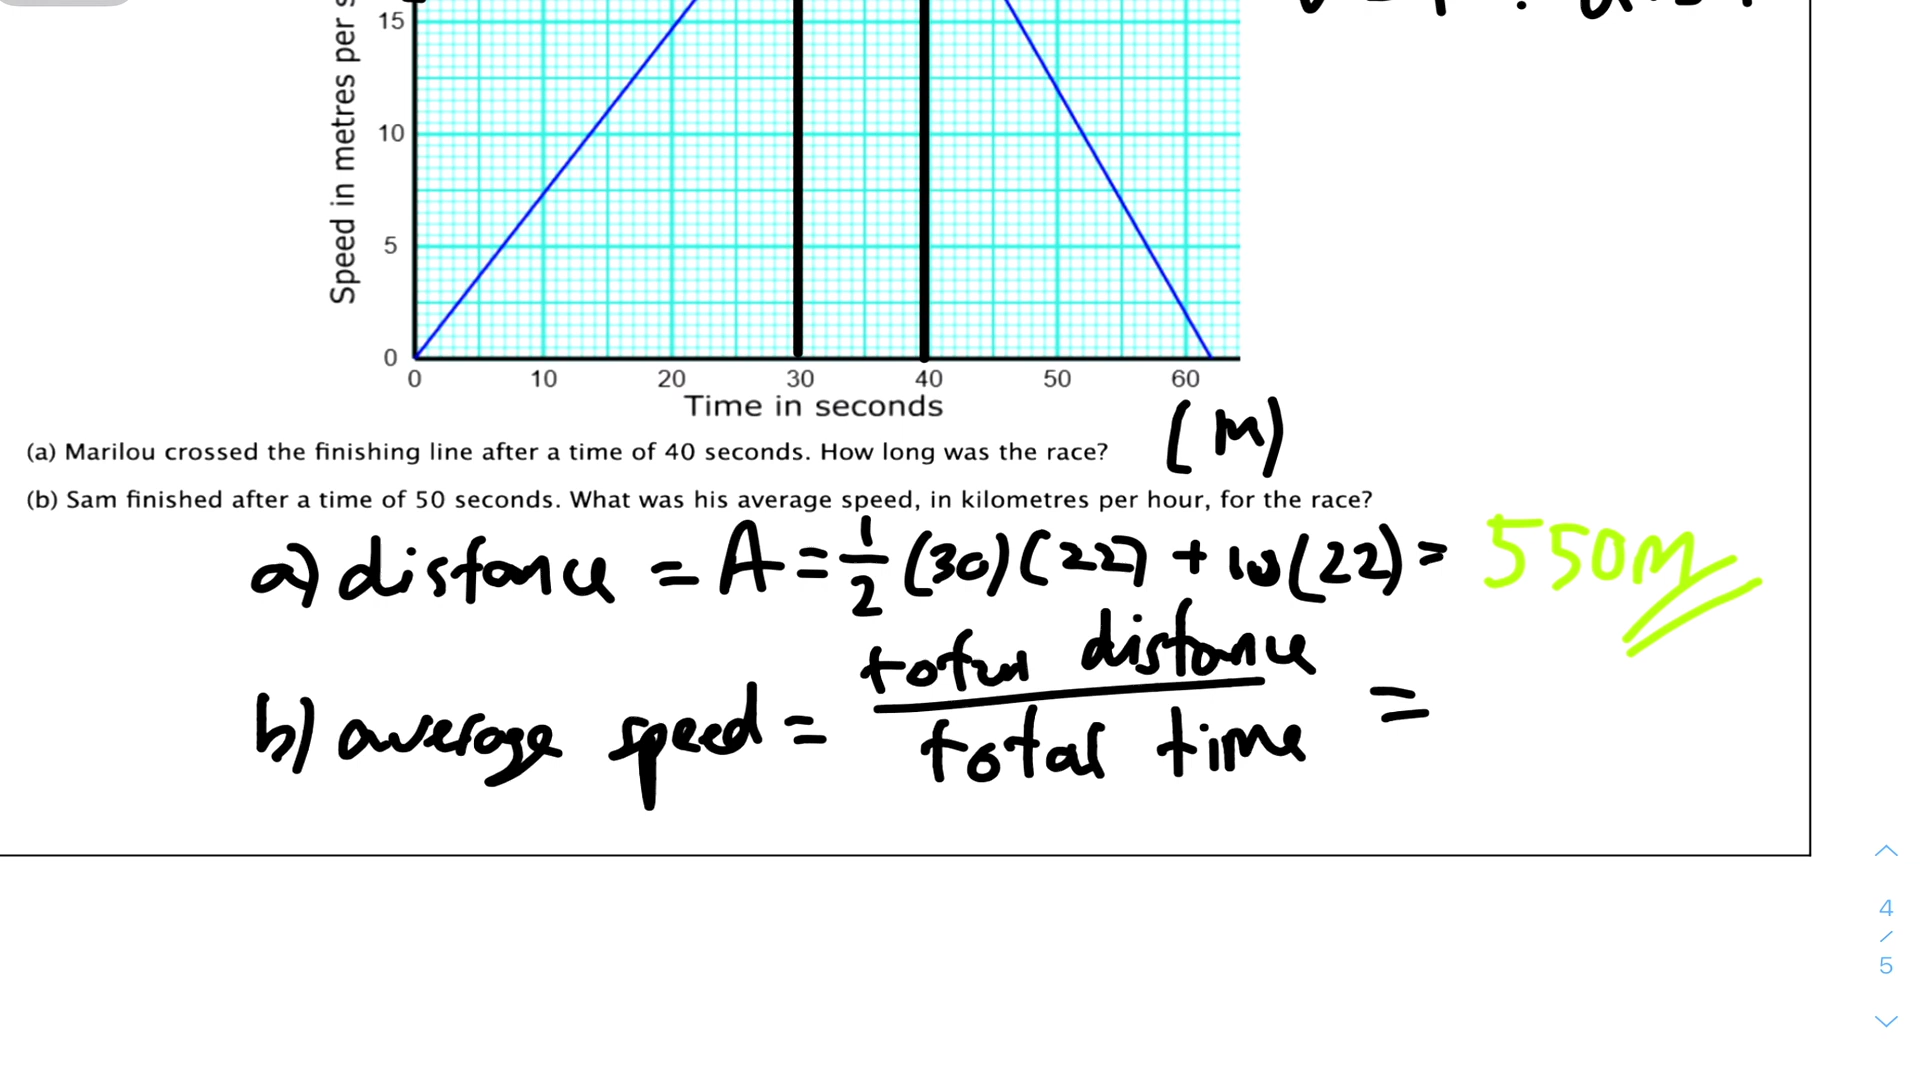 15
10
5
0
Speed in metres per s
0 10 20 30 40 50 60
Time in seconds
(M)
(a) Marilou crossed the finishing line after a time of 40 seconds. How long was the race?
(b) Sam finished after a time of 50 seconds. What was his average speed, in kilometres per hour, for the race?
a) distance = A = 1/2 (30)(22) + 10(22) = 550M
b) average speed = total distance / total time =
4
/
5